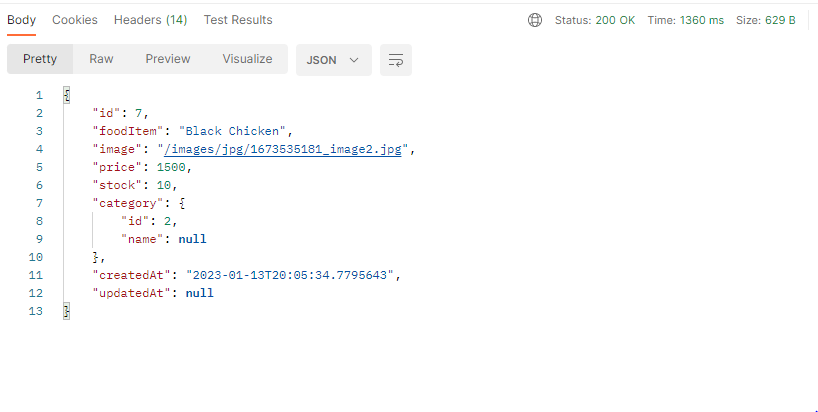 Body Cookies Headers (14) Test Results Status: 200 OK Time: 1360 ms Size: 629 B
Pretty Raw Preview Visualize JSON
1 {
2 "id": 7,
3 "foodItem": "Black Chicken",
4 "image": "/images/jpg/1673535181_image2.jpg",
5 "price": 1500,
6 "stock": 10,
7 "category": {
8 "id": 2,
9 "name": null
10 },
11 "createdAt": "2023-01-13T20:05:34.7795643",
12 "updatedAt": null
13 }